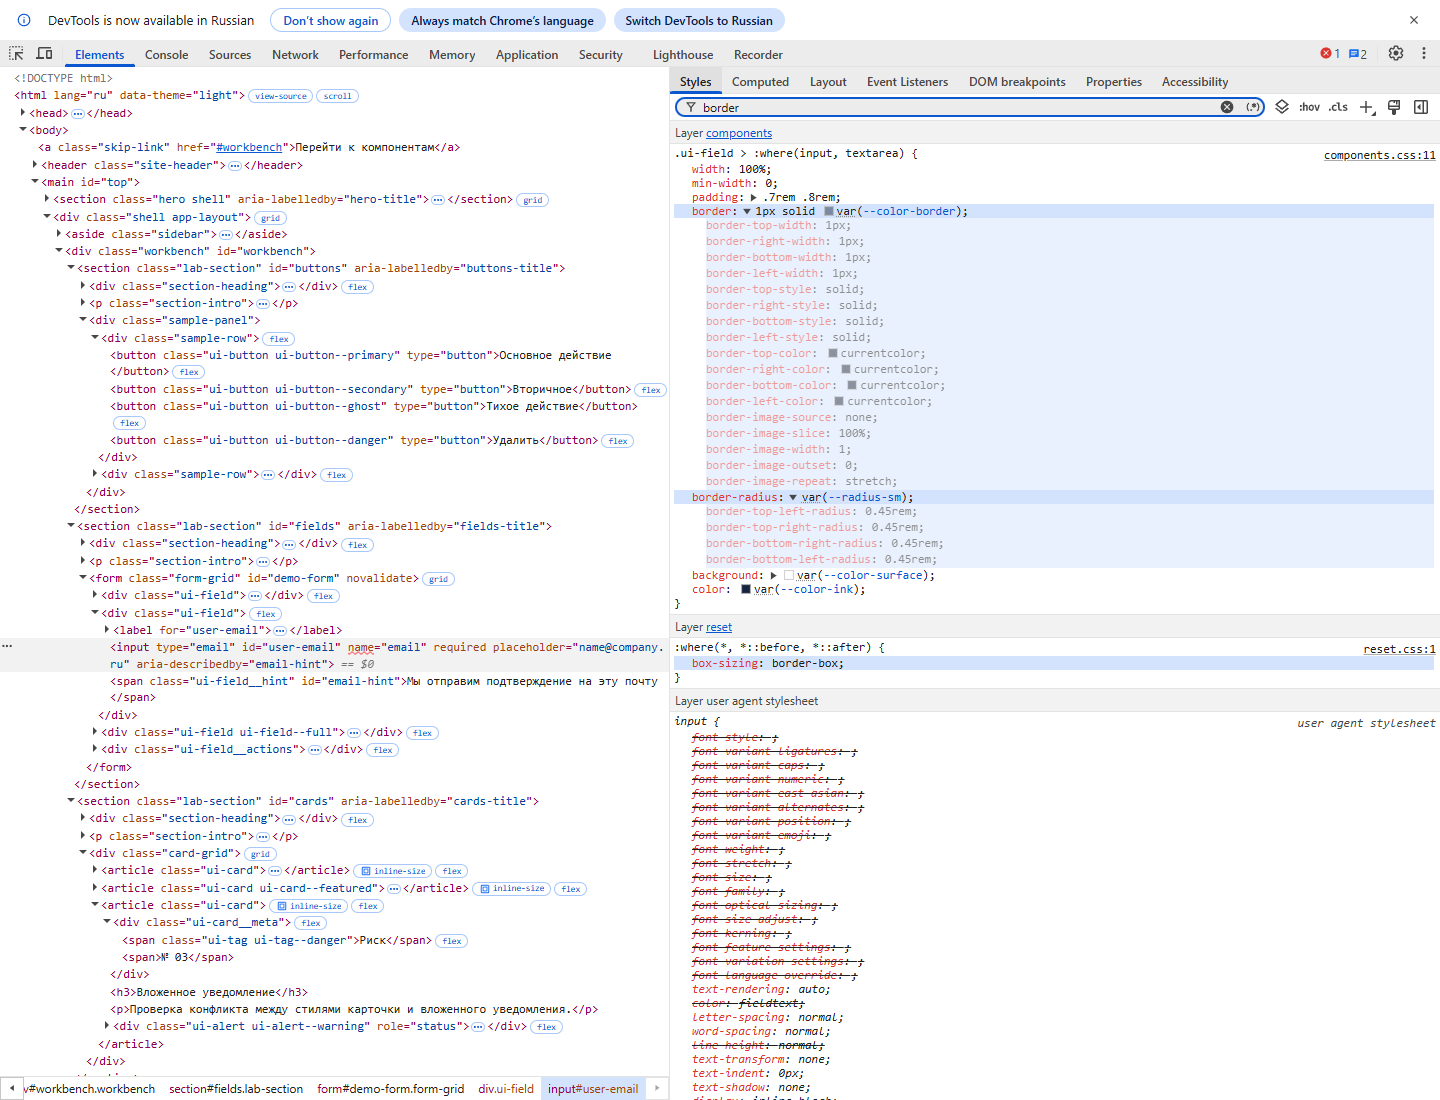 DevTools is now available in Russian
Don't show again
Always match Chrome's language
Switch DevTools to Russian
Elements Console Sources Network Performance Memory Application Security Lighthouse Recorder
1 2
<!DOCTYPE html>
<html lang="ru" data-theme="light"> view-source scroll
<head> </head>
<body>
<a class="skip-link" href="#workbench">Перейти к компонентам</a>
<header class="site-header"> </header>
<main id="top">
<section class="hero shell" aria-labelledby="hero-title"> </section> grid
<div class="shell app-layout"> grid
<aside class="sidebar"> </aside>
<div class="workbench" id="workbench">
<section class="lab-section" id="buttons" aria-labelledby="buttons-title">
<div class="section-heading"> </div> flex
<p class="section-intro"> </p>
<div class="sample-panel">
<div class="sample-row"> flex
<button class="ui-button ui-button--primary" type="button">Основное действие
</button> flex
<button class="ui-button ui-button--secondary" type="button">Вторичное</button> flex
<button class="ui-button ui-button--ghost" type="button">Тихое действие</button>
flex
<button class="ui-button ui-button--danger" type="button">Удалить</button> flex
</div>
<div class="sample-row"> </div> flex
</div>
</section>
<section class="lab-section" id="fields" aria-labelledby="fields-title">
<div class="section-heading"> </div> flex
<p class="section-intro"> </p>
<form class="form-grid" id="demo-form" novalidate> grid
<div class="ui-field"> </div> flex
<div class="ui-field"> flex
<label for="user-email"> </label>
<input type="email" id="user-email" name="email" required placeholder="name@company.
ru" aria-describedby="email-hint"> == $0
<span class="ui-field__hint" id="email-hint">Мы отправим подтверждение на эту почту
</span>
</div>
<div class="ui-field ui-field--full"> </div> flex
<div class="ui-field__actions"> </div> flex
</form>
</section>
<section class="lab-section" id="cards" aria-labelledby="cards-title">
<div class="section-heading"> </div> flex
<p class="section-intro"> </p>
<div class="card-grid"> grid
<article class="ui-card"> </article> inline-size flex
<article class="ui-card ui-card--featured"> </article> inline-size flex
<article class="ui-card"> inline-size flex
<div class="ui-card__meta"> flex
<span class="ui-tag ui-tag--danger">Риск</span> flex
<span>№ 03</span>
</div>
<h3>Вложенное уведомление</h3>
<p>Проверка конфликта между стилями карточки и вложенного уведомления.</p>
<div class="ui-alert ui-alert--warning" role="status"> </div> flex
</article>
</div>
v#workbench.workbench section#fields.lab-section form#demo-form.form-grid div.ui-field input#user-email
Styles Computed Layout Event Listeners DOM breakpoints Properties Accessibility
border (.*) :hov .cls
Layer components
.ui-field > :where(input, textarea) { components.css:11
width: 100%;
min-width: 0;
padding: .7rem .8rem;
border: 1px solid var(--color-border);
border-top-width: 1px;
border-right-width: 1px;
border-bottom-width: 1px;
border-left-width: 1px;
border-top-style: solid;
border-right-style: solid;
border-bottom-style: solid;
border-left-style: solid;
border-top-color: currentcolor;
border-right-color: currentcolor;
border-bottom-color: currentcolor;
border-left-color: currentcolor;
border-image-source: none;
border-image-slice: 100%;
border-image-width: 1;
border-image-outset: 0;
border-image-repeat: stretch;
border-radius: var(--radius-sm);
border-top-left-radius: 0.45rem;
border-top-right-radius: 0.45rem;
border-bottom-right-radius: 0.45rem;
border-bottom-left-radius: 0.45rem;
background: var(--color-surface);
color: var(--color-ink);
}
Layer reset
:where(*, *::before, *::after) { reset.css:1
box-sizing: border-box;
}
Layer user agent stylesheet
input { user agent stylesheet
font-style: ;
font-variant-ligatures: ;
font-variant-caps: ;
font-variant-numeric: ;
font-variant-east-asian: ;
font-variant-alternates: ;
font-variant-position: ;
font-variant-emoji: ;
font-weight: ;
font-stretch: ;
font-size: ;
font-family: ;
font-optical-sizing: ;
font-size-adjust: ;
font-kerning: ;
font-feature-settings: ;
font-variation-settings: ;
font-language-override: ;
text-rendering: auto;
color: fieldtext;
letter-spacing: normal;
word-spacing: normal;
line-height: normal;
text-transform: none;
text-indent: 0px;
text-shadow: none;
display: inline-block;